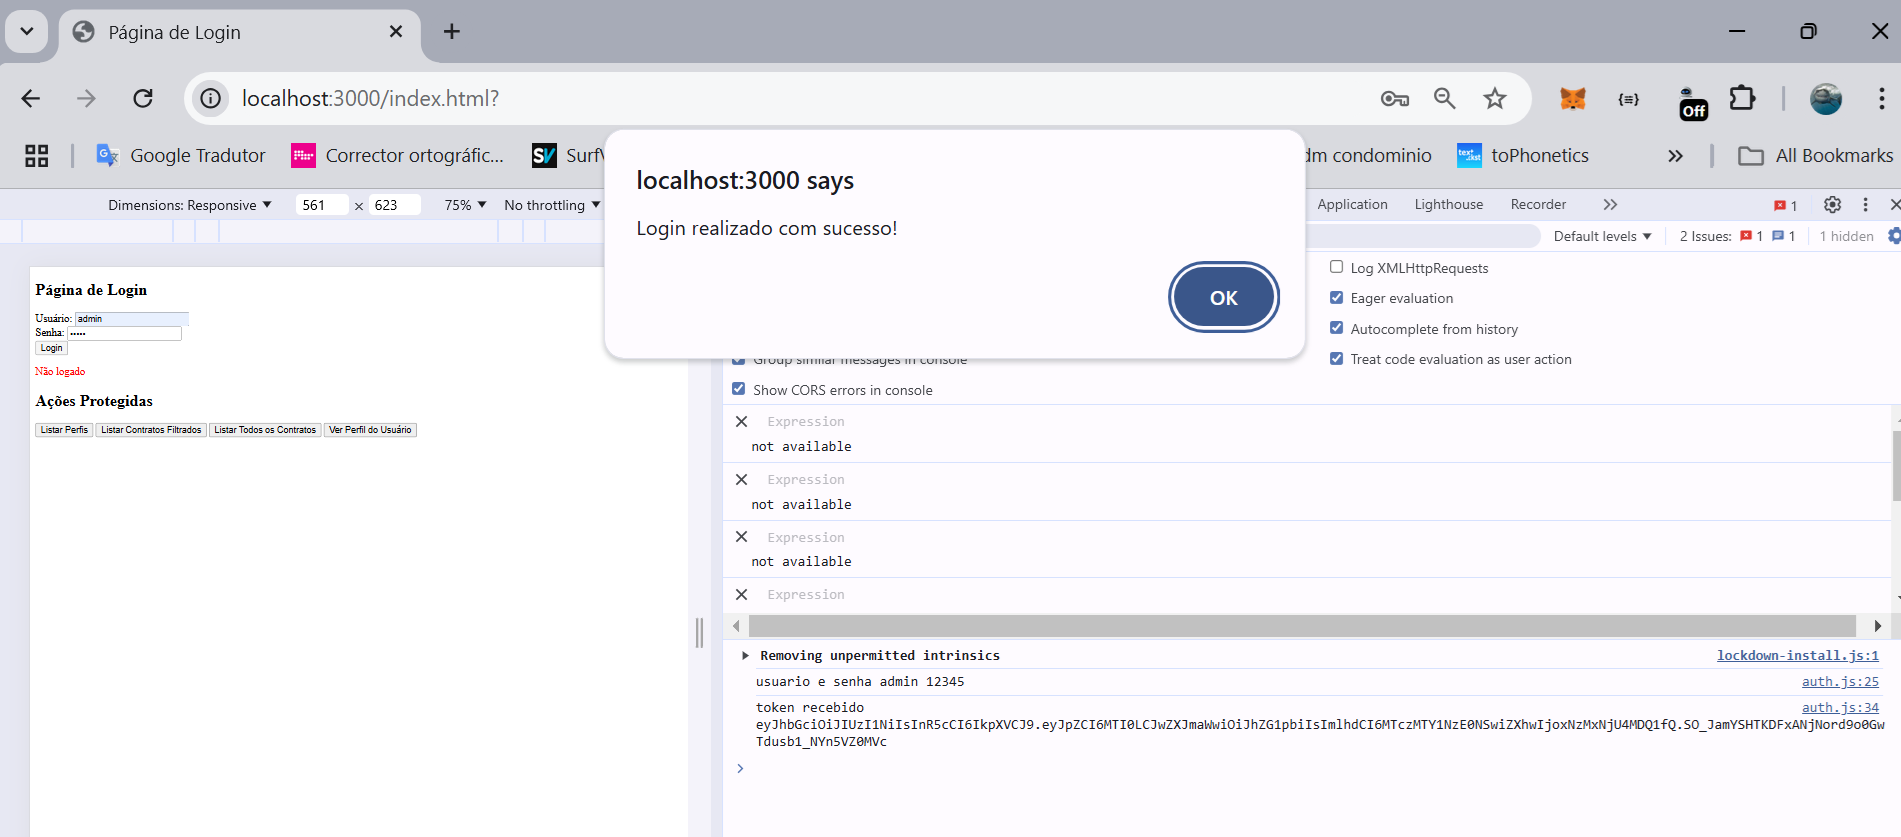 Página de Login
localhost:3000/index.html?
Off
Google Tradutor
Corrector ortográfic...
SV
Surf
dm condominio
toPhonetics
All Bookmarks
localhost:3000 says
Login realizado com sucesso!
OK
Dimensions: Responsive
561 × 623
75%
No throttling
Application
Lighthouse
Recorder
1
Default levels
2 Issues: 1 1
1 hidden
Log XMLHttpRequests
Eager evaluation
Autocomplete from history
Group similar messages in console
Treat code evaluation as user action
Show CORS errors in console
Página de Login
Usuário: admin
Senha: •••••
Login
Não logado
Ações Protegidas
Listar Perfis
Listar Contratos Filtrados
Listar Todos os Contratos
Ver Perfil do Usuário
Expression
not available
Expression
not available
Expression
not available
Expression
Removing unpermitted intrinsics lockdown-install.js:1
usuario e senha admin 12345 auth.js:25
token recebido auth.js:34
eyJhbGciOiJIUzI1NiIsInR5cCI6IkpXVCJ9.eyJpZCI6MTI0LCJwZXJmaWwiOiJhZG1pbiIsImlhdCI6MTczMTY1NzE0NSwiZXhwIjoxNzMxNjU4MDQ1fQ.SO_JamYSHTKDFxANjNord9o0Gw
Tdusb1_NYn5VZ0MVc